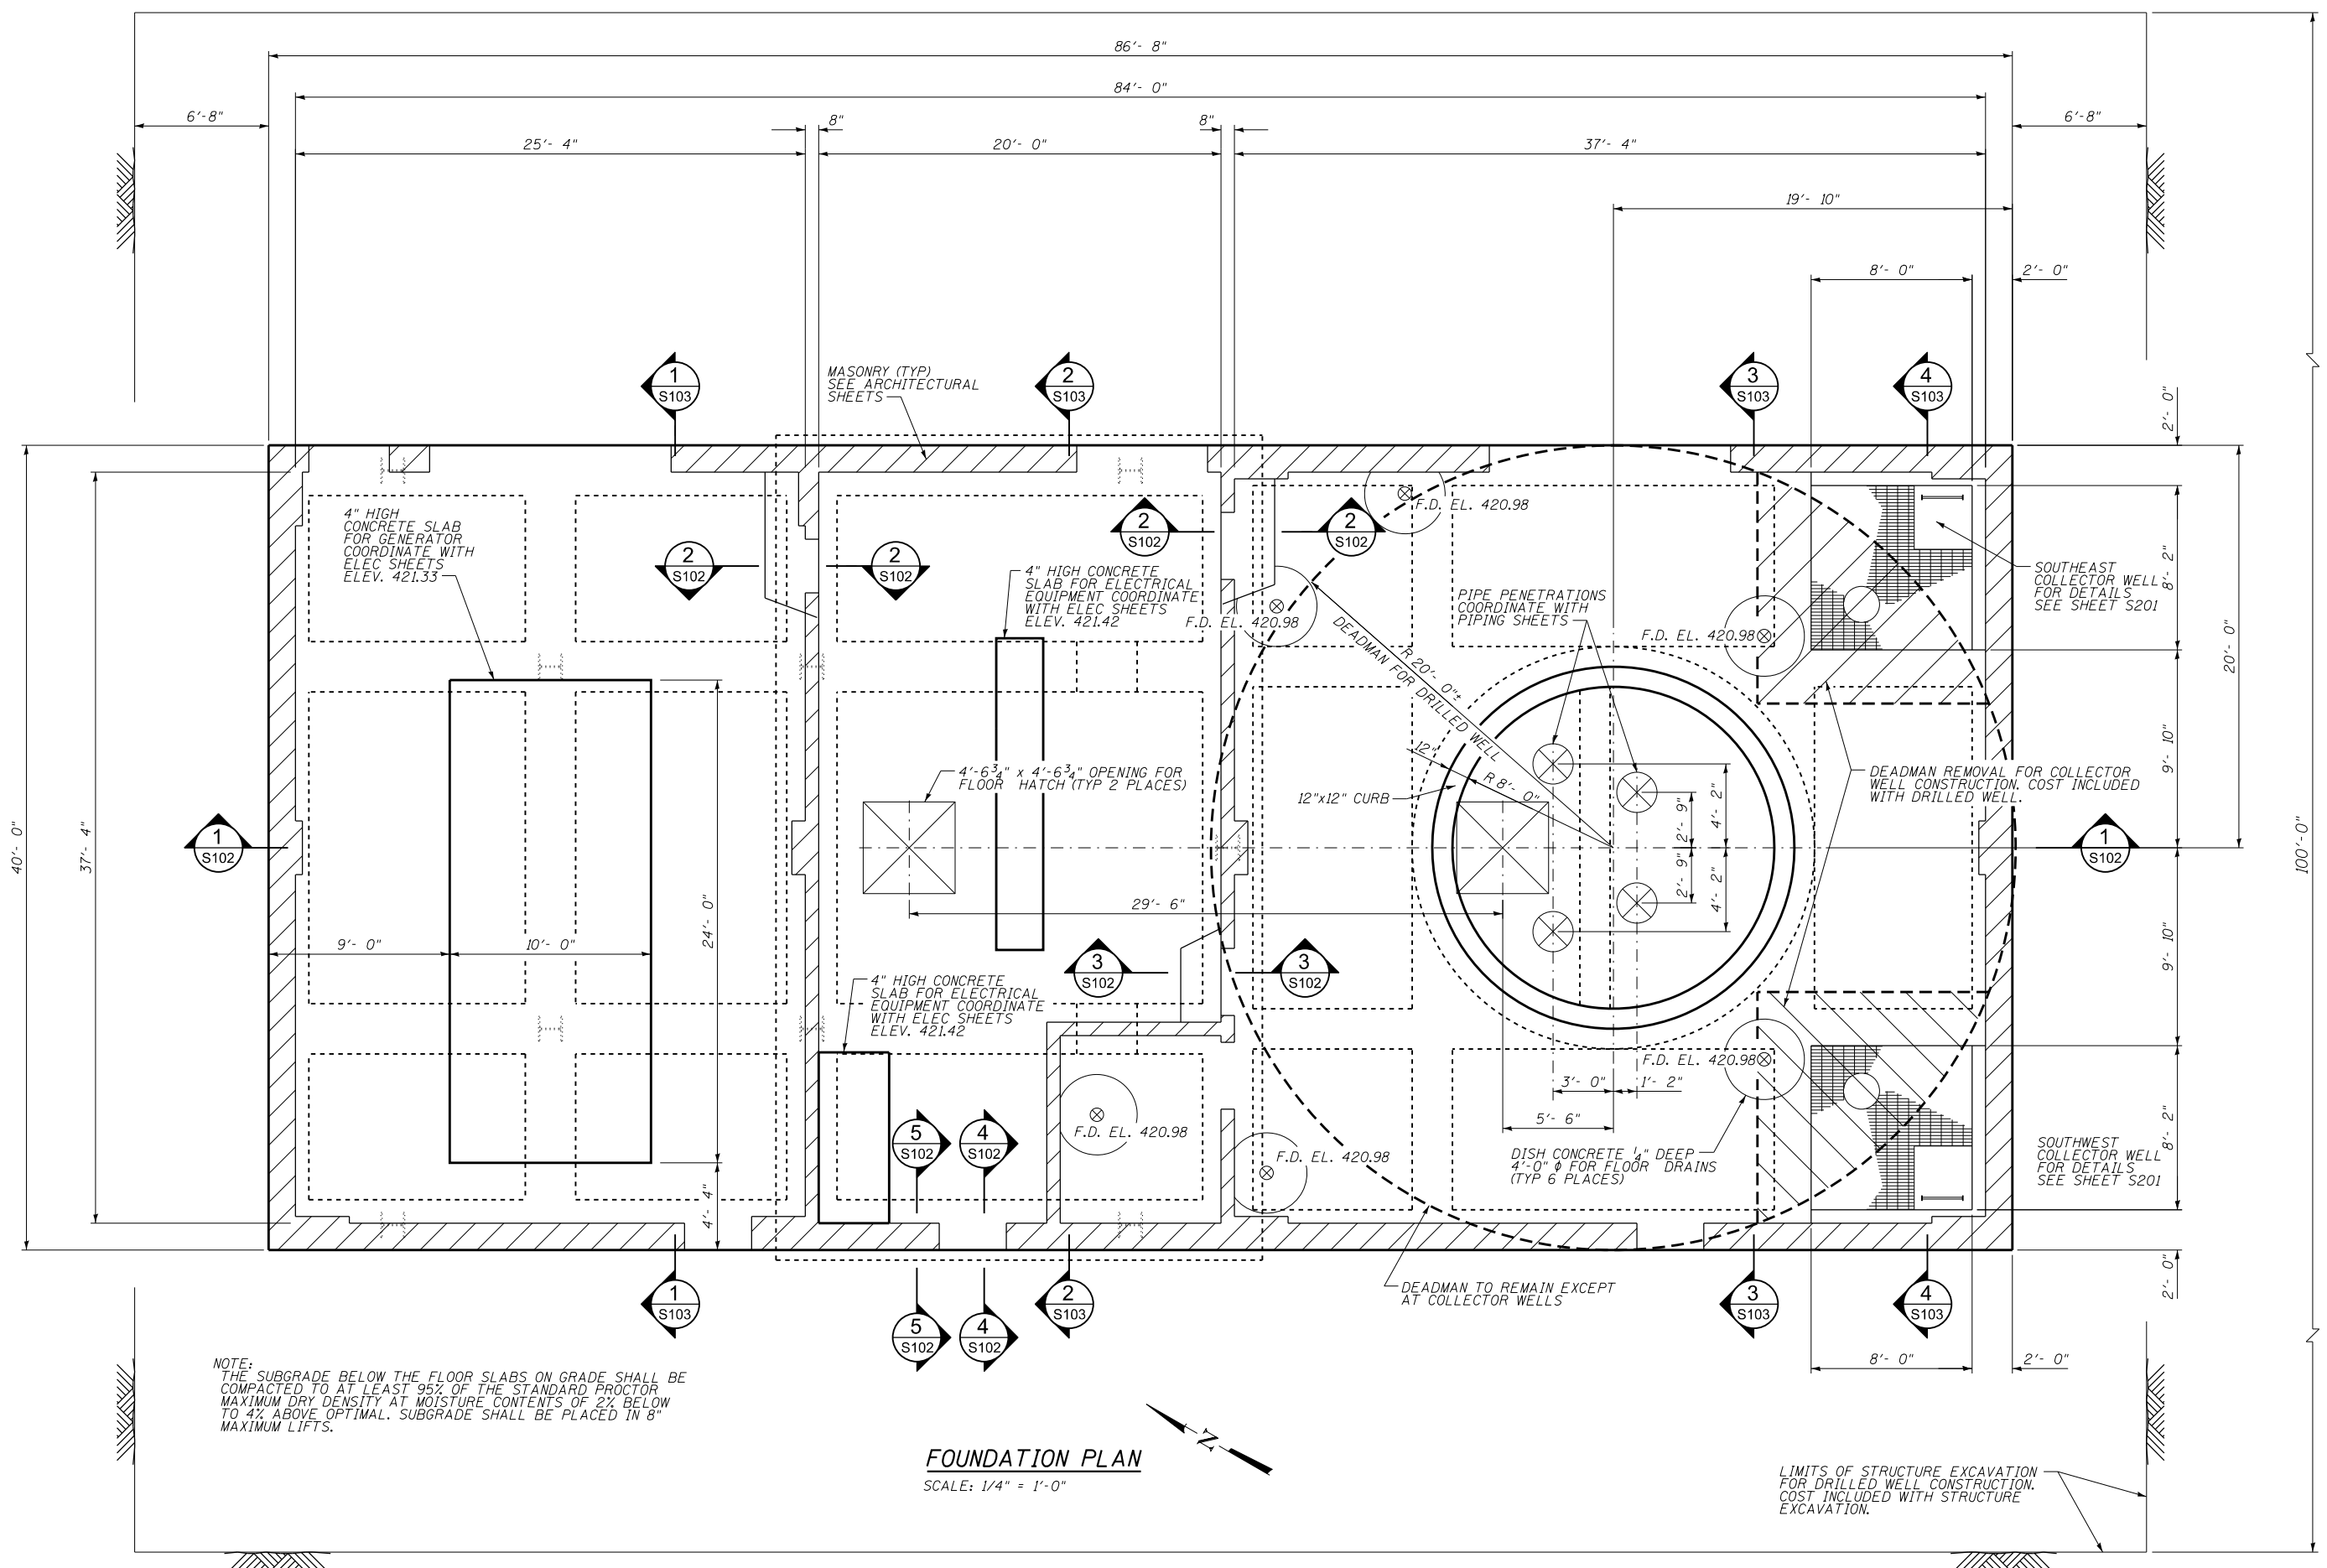 86'- 8"
84'- 0"
6'-8"
6'-8"
8"
8"
25'- 4"
20'- 0"
37'- 4"
19'- 10"
8'- 0"
2'- 0"
1
S103
2
S103
3
S103
4
S103
MASONRY (TYP)
SEE ARCHITECTURAL
SHEETS
2'- 0"
4" HIGH
CONCRETE SLAB
FOR GENERATOR
COORDINATE WITH
ELEC SHEETS
ELEV. 421.33
2
S102
2
S102
2
S102
2
S102
F.D. EL. 420.98
4" HIGH CONCRETE
SLAB FOR ELECTRICAL
EQUIPMENT COORDINATE
WITH ELEC SHEETS
ELEV. 421.42
F.D. EL. 420.98
PIPE PENETRATIONS
COORDINATE WITH
PIPING SHEETS
F.D. EL. 420.98
SOUTHEAST
COLLECTOR WELL
FOR DETAILS
SEE SHEET S201
8'- 2"
20'- 0"
R 20'- 0"±
DEADMAN FOR DRILLED WELL
12"
R 8'- 0"
12"x12" CURB
4'-6¾" x 4'-6¾" OPENING FOR
FLOOR HATCH (TYP 2 PLACES)
DEADMAN REMOVAL FOR COLLECTOR
WELL CONSTRUCTION. COST INCLUDED
WITH DRILLED WELL.
9'- 10"
2'- 9"
4'- 2"
2'- 9"
4'- 2"
40'- 0"
37'- 4"
1
S102
1
S102
100'-0"
29'- 6"
9'- 0"
10'- 0"
24'- 0"
3
S102
3
S102
9'- 10"
4" HIGH CONCRETE
SLAB FOR ELECTRICAL
EQUIPMENT COORDINATE
WITH ELEC SHEETS
ELEV. 421.42
F.D. EL. 420.98
3'- 0"
1'- 2"
5'- 6"
F.D. EL. 420.98
5
S102
4
S102
F.D. EL. 420.98
DISH CONCRETE ¼" DEEP
4'-0" ϕ FOR FLOOR DRAINS
(TYP 6 PLACES)
SOUTHWEST
COLLECTOR WELL
FOR DETAILS
SEE SHEET S201
8'- 2"
4'- 4"
2'- 0"
DEADMAN TO REMAIN EXCEPT
AT COLLECTOR WELLS
1
S103
2
S103
3
S103
4
S103
5
S102
4
S102
8'- 0"
2'- 0"
NOTE:
THE SUBGRADE BELOW THE FLOOR SLABS ON GRADE SHALL BE
COMPACTED TO AT LEAST 95% OF THE STANDARD PROCTOR
MAXIMUM DRY DENSITY AT MOISTURE CONTENTS OF 2% BELOW
TO 4% ABOVE OPTIMAL. SUBGRADE SHALL BE PLACED IN 8"
MAXIMUM LIFTS.
N
FOUNDATION PLAN
SCALE: 1/4" = 1'-0"
LIMITS OF STRUCTURE EXCAVATION
FOR DRILLED WELL CONSTRUCTION.
COST INCLUDED WITH STRUCTURE
EXCAVATION.